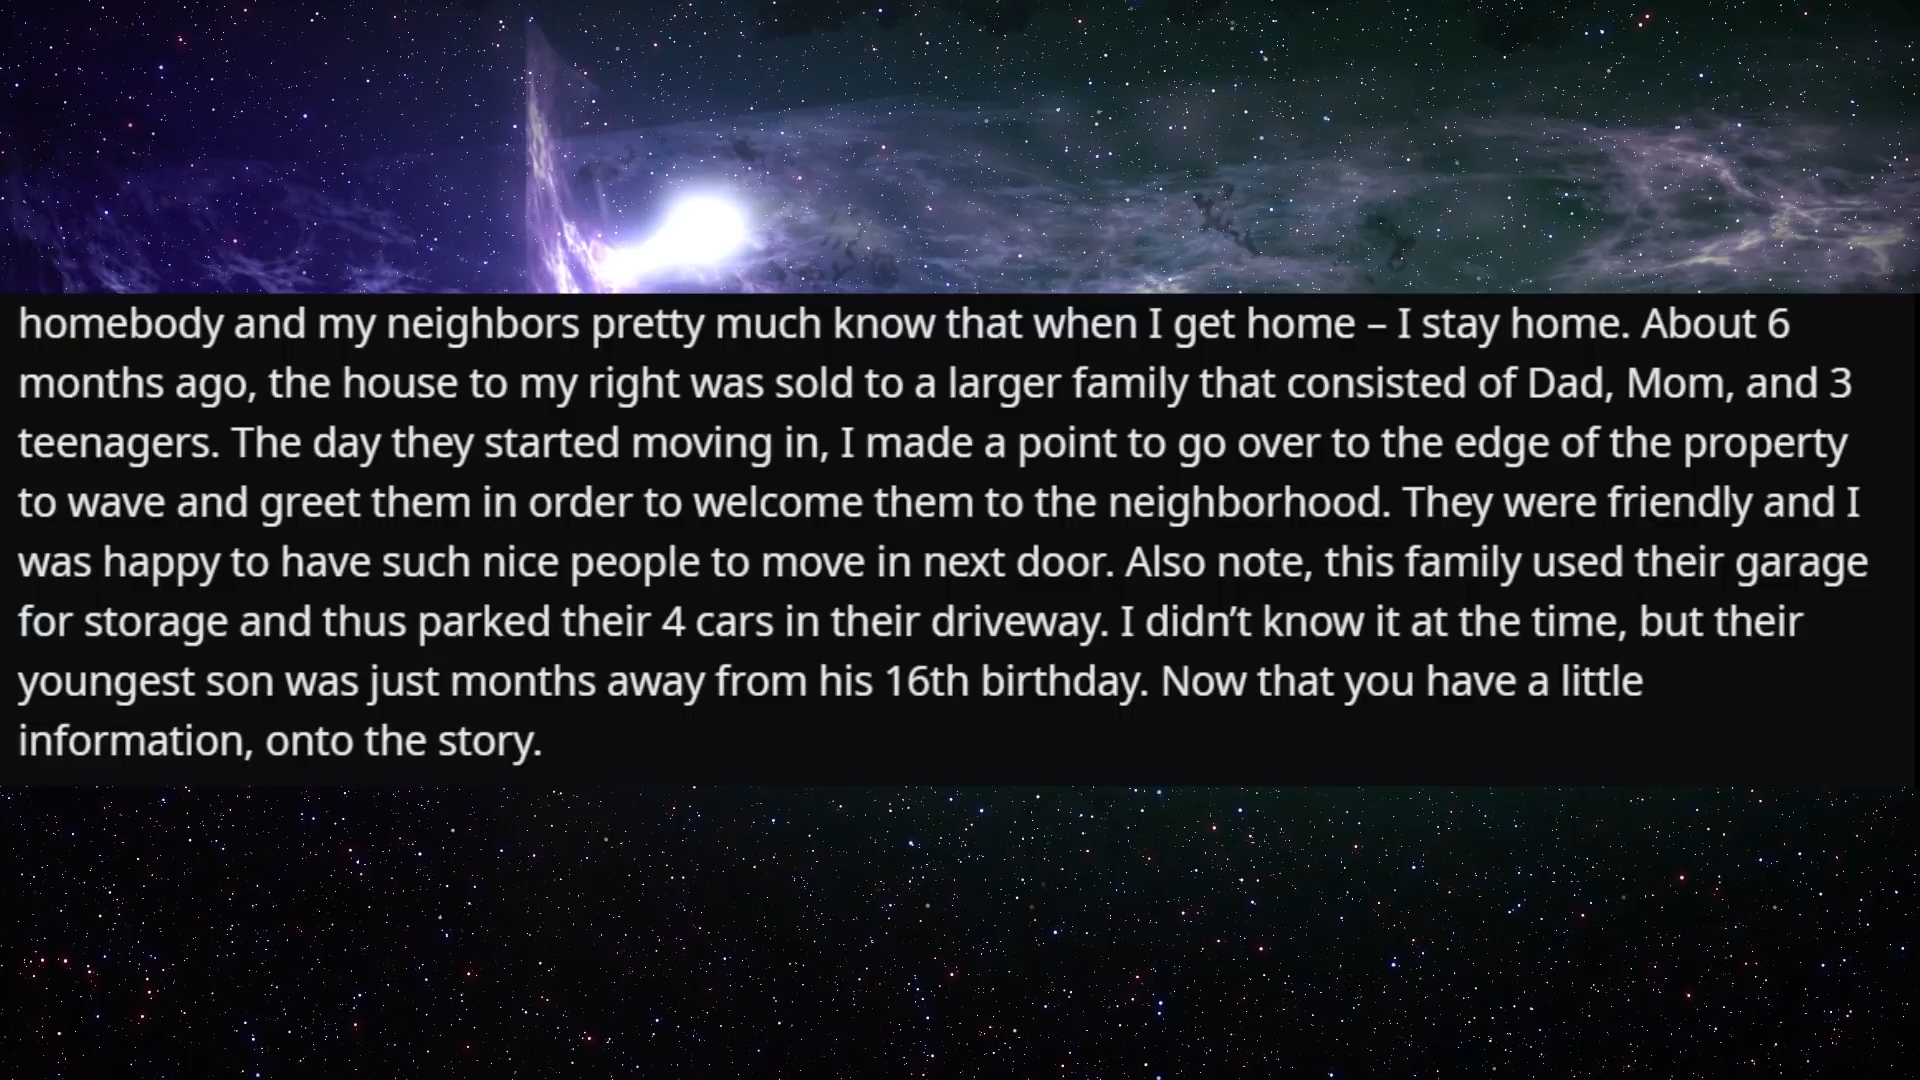 homebody and my neighbors pretty much know that when I get home – I stay home. About 6
months ago, the house to my right was sold to a larger family that consisted of Dad, Mom, and 3
teenagers. The day they started moving in, I made a point to go over to the edge of the property
to wave and greet them in order to welcome them to the neighborhood. They were friendly and I
was happy to have such nice people to move in next door. Also note, this family used their garage
for storage and thus parked their 4 cars in their driveway. I didn’t know it at the time, but their
youngest son was just months away from his 16th birthday. Now that you have a little
information, onto the story.